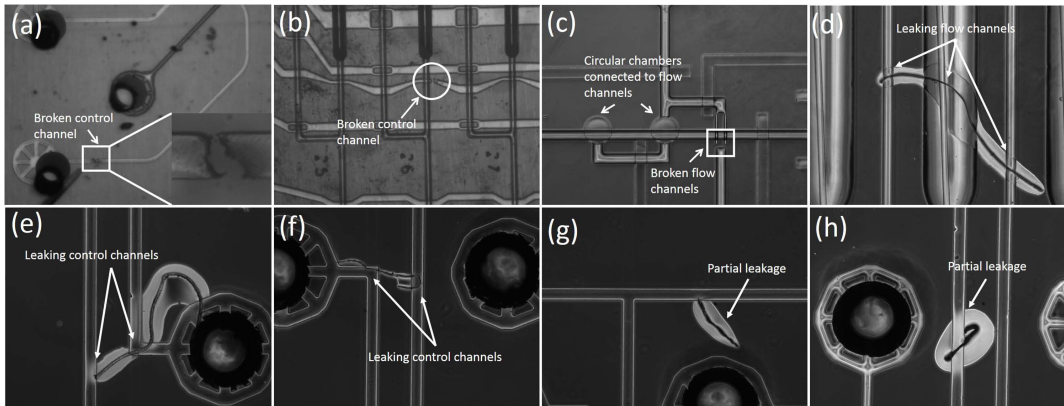 (a)
Broken control
channel
(b)
Broken control
channel
(c)
Circular chambers
connected to flow
channels
Broken flow
channels
(d)
Leaking flow channels
(e)
Leaking control channels
(f)
Leaking control channels
(g)
Partial leakage
(h)
Partial leakage